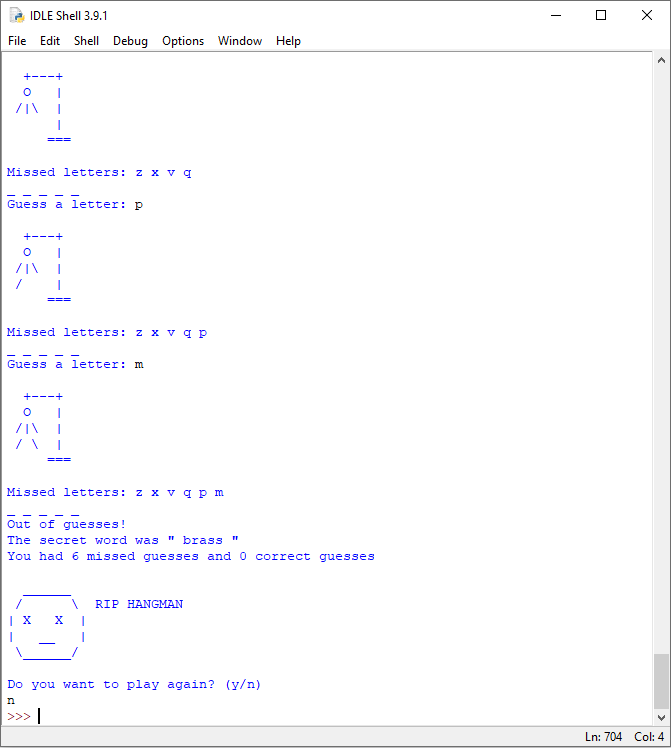 IDLE Shell 3.9.1
File Edit Shell Debug Options Window Help
  +---+
  O   |
 /|\  |
      |
     ===
Missed letters: z x v q
_ _ _ _ _
Guess a letter: p
  +---+
  O   |
 /|\  |
 /    |
     ===
Missed letters: z x v q p
_ _ _ _ _
Guess a letter: m
  +---+
  O   |
 /|\  |
 / \  |
     ===
Missed letters: z x v q p m
_ _ _ _ _
Out of guesses!
The secret word was " brass "
You had 6 missed guesses and 0 correct guesses
  ______
 /      \  RIP HANGMAN
| X   X  |
|   __   |
 \______/
Do you want to play again? (y/n)
n
>>>
Ln: 704 Col: 4